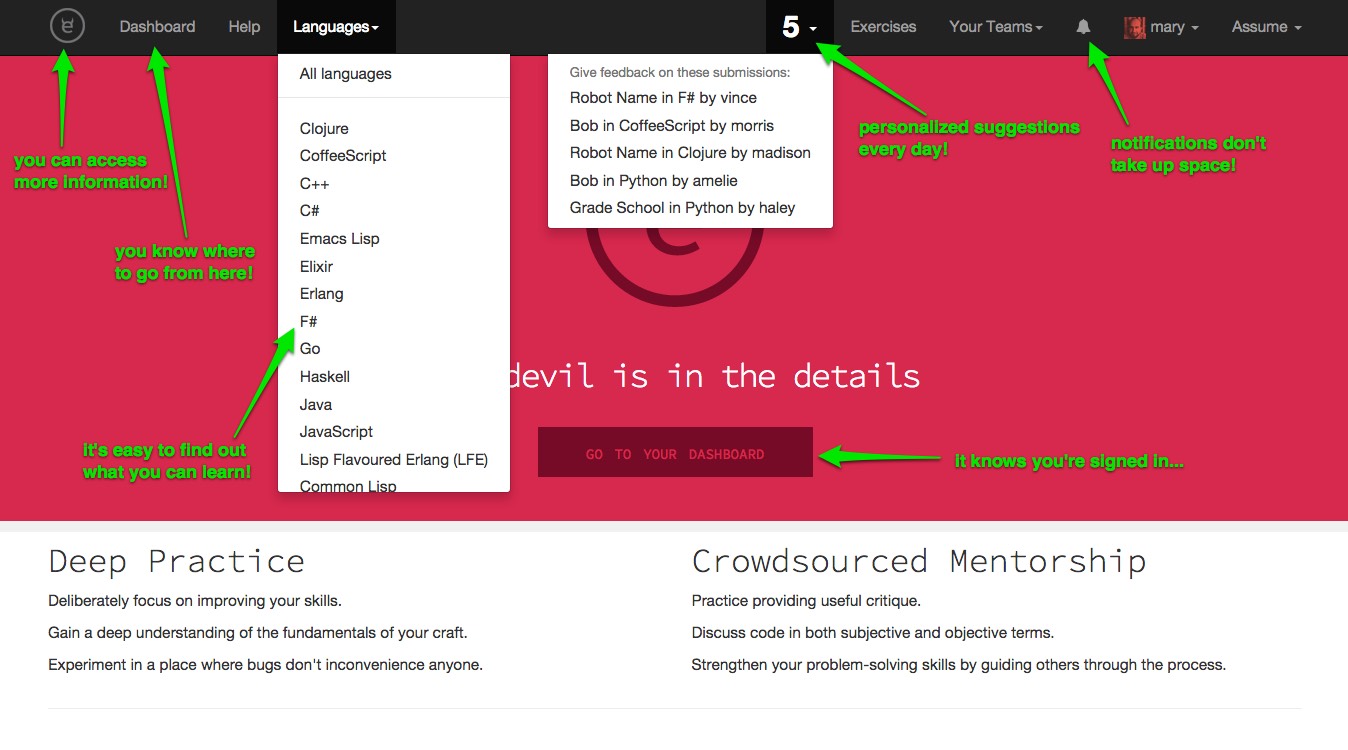 Dashboard
Help
Languages
5
Exercises
Your Teams
mary
Assume
All languages
Clojure
CoffeeScript
C++
C#
Emacs Lisp
Elixir
Erlang
F#
Go
Haskell
Java
JavaScript
Lisp Flavoured Erlang (LFE)
Common Lisp
Give feedback on these submissions:
Robot Name in F# by vince
Bob in CoffeeScript by morris
Robot Name in Clojure by madison
Bob in Python by amelie
Grade School in Python by haley
personalized suggestions
every day!
notifications don't
take up space!
you can access
more information!
you know where
to go from here!
it's easy to find out
what you can learn!
devil is in the details
GO TO YOUR DASHBOARD
it knows you're signed in...
Deep Practice
Deliberately focus on improving your skills.
Gain a deep understanding of the fundamentals of your craft.
Experiment in a place where bugs don't inconvenience anyone.
Crowdsourced Mentorship
Practice providing useful critique.
Discuss code in both subjective and objective terms.
Strengthen your problem-solving skills by guiding others through the process.